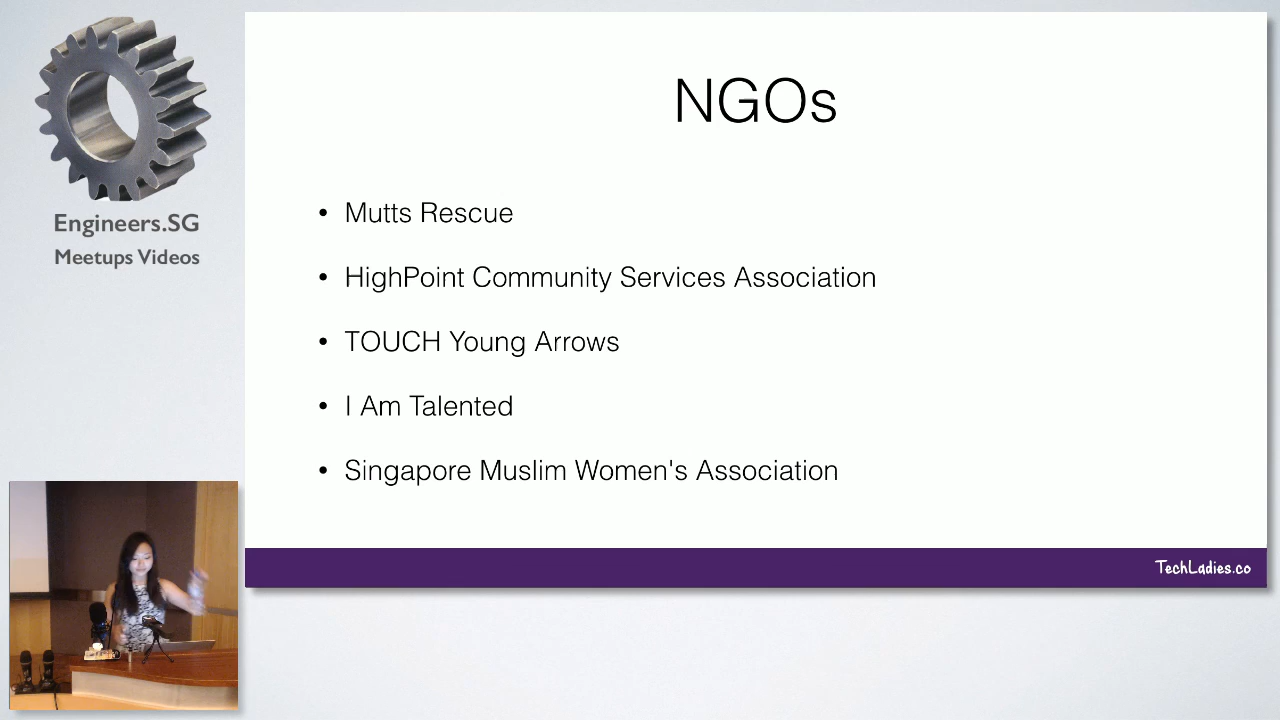 Engineers.SG
Meetups Videos
NGOs
• Mutts Rescue
• HighPoint Community Services Association
• TOUCH Young Arrows
• I Am Talented
• Singapore Muslim Women's Association
TechLadies.co